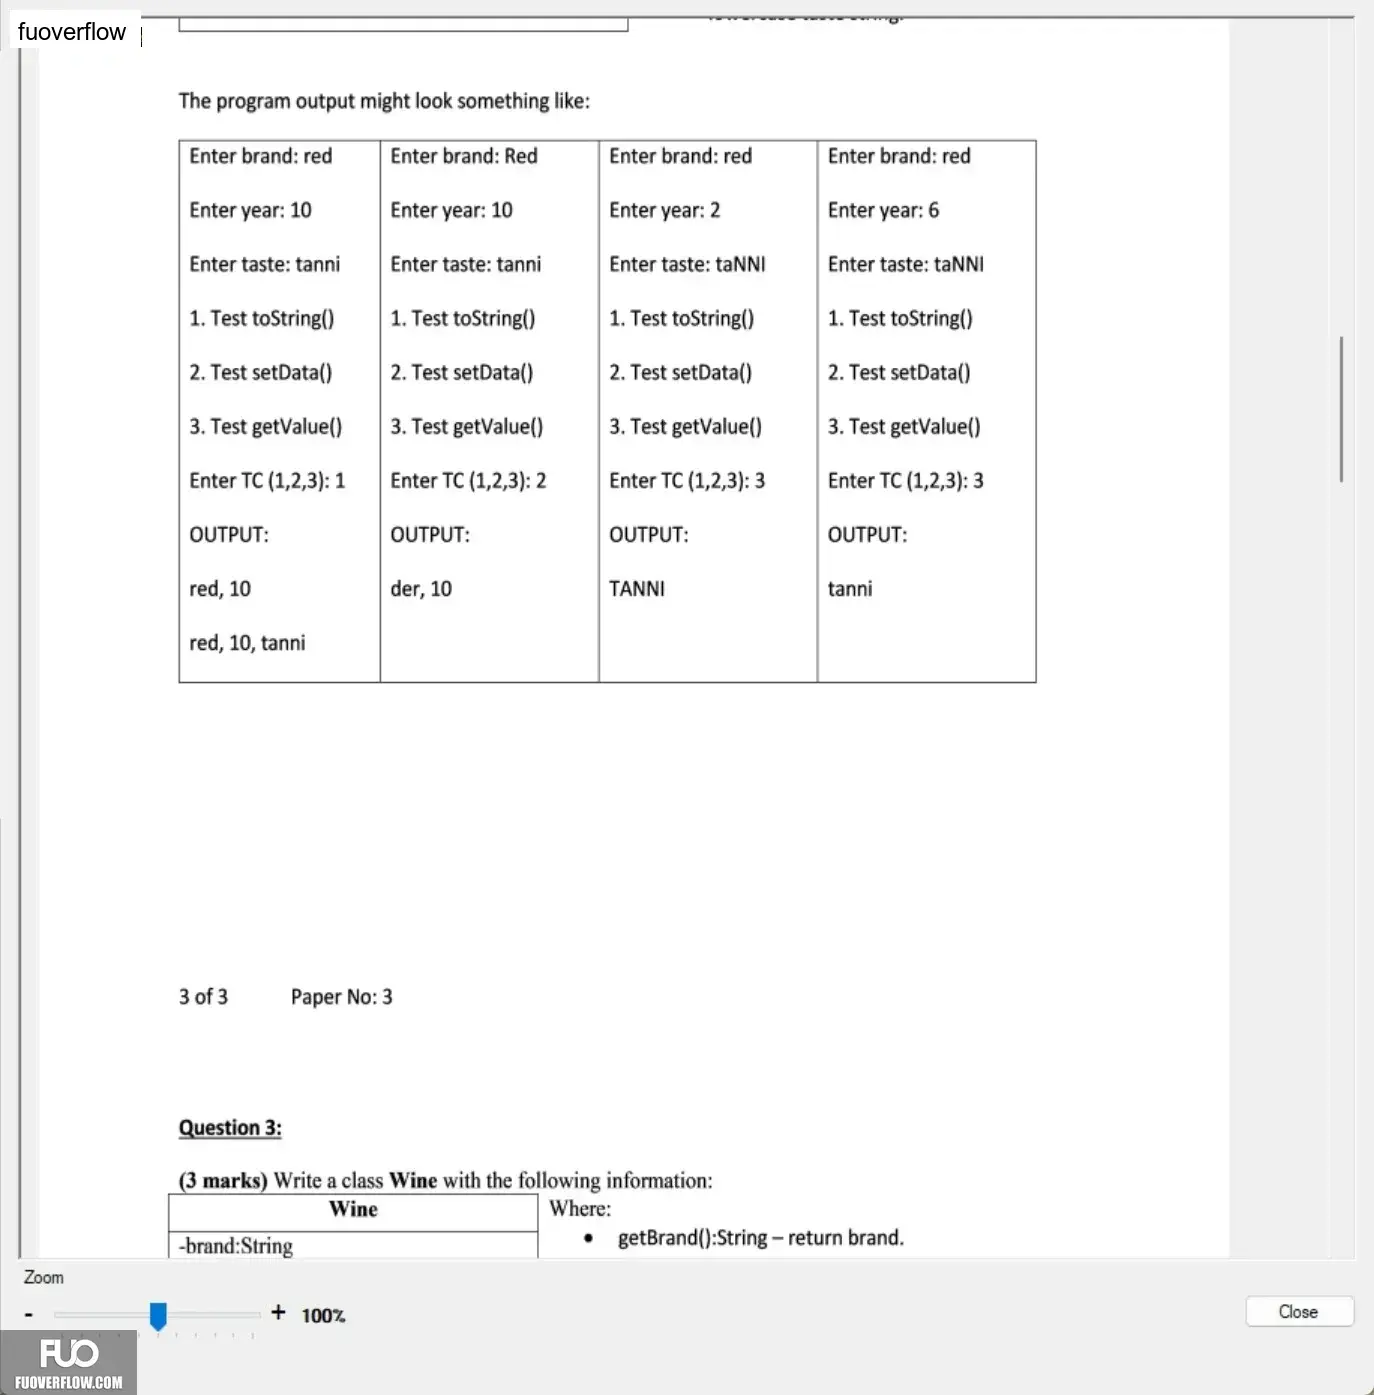 fuoverflow
The program output might look something like:
Enter brand: red
Enter year: 10
Enter taste: tanni
1. Test toString()
2. Test setData()
3. Test getValue()
Enter TC (1,2,3): 1
OUTPUT:
red, 10
red, 10, tanni
Enter brand: Red
Enter year: 10
Enter taste: tanni
1. Test toString()
2. Test setData()
3. Test getValue()
Enter TC (1,2,3): 2
OUTPUT:
der, 10
Enter brand: red
Enter year: 2
Enter taste: taNNI
1. Test toString()
2. Test setData()
3. Test getValue()
Enter TC (1,2,3): 3
OUTPUT:
TANNI
Enter brand: red
Enter year: 6
Enter taste: taNNI
1. Test toString()
2. Test setData()
3. Test getValue()
Enter TC (1,2,3): 3
OUTPUT:
tanni
3 of 3 Paper No: 3
Question 3:
(3 marks) Write a class Wine with the following information:
Wine
-brand:String
Where:
• getBrand():String – return brand.
Zoom
- + 100%
Close
FUO
FUOVERFLOW.COM